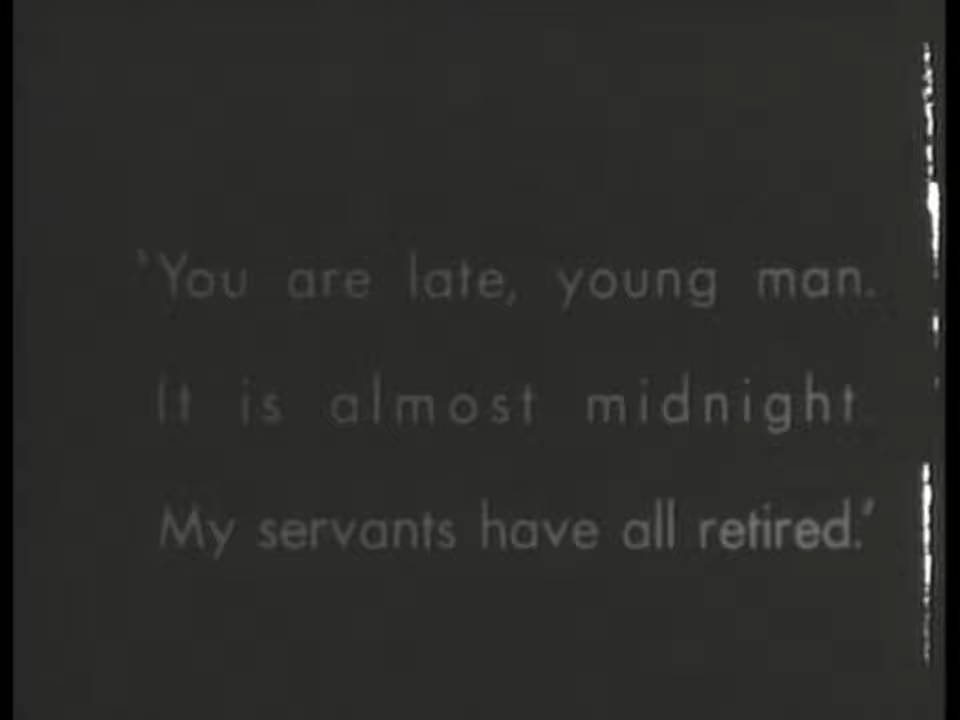 'You are late, young man.
It is almost midnight.
My servants have all retired.'